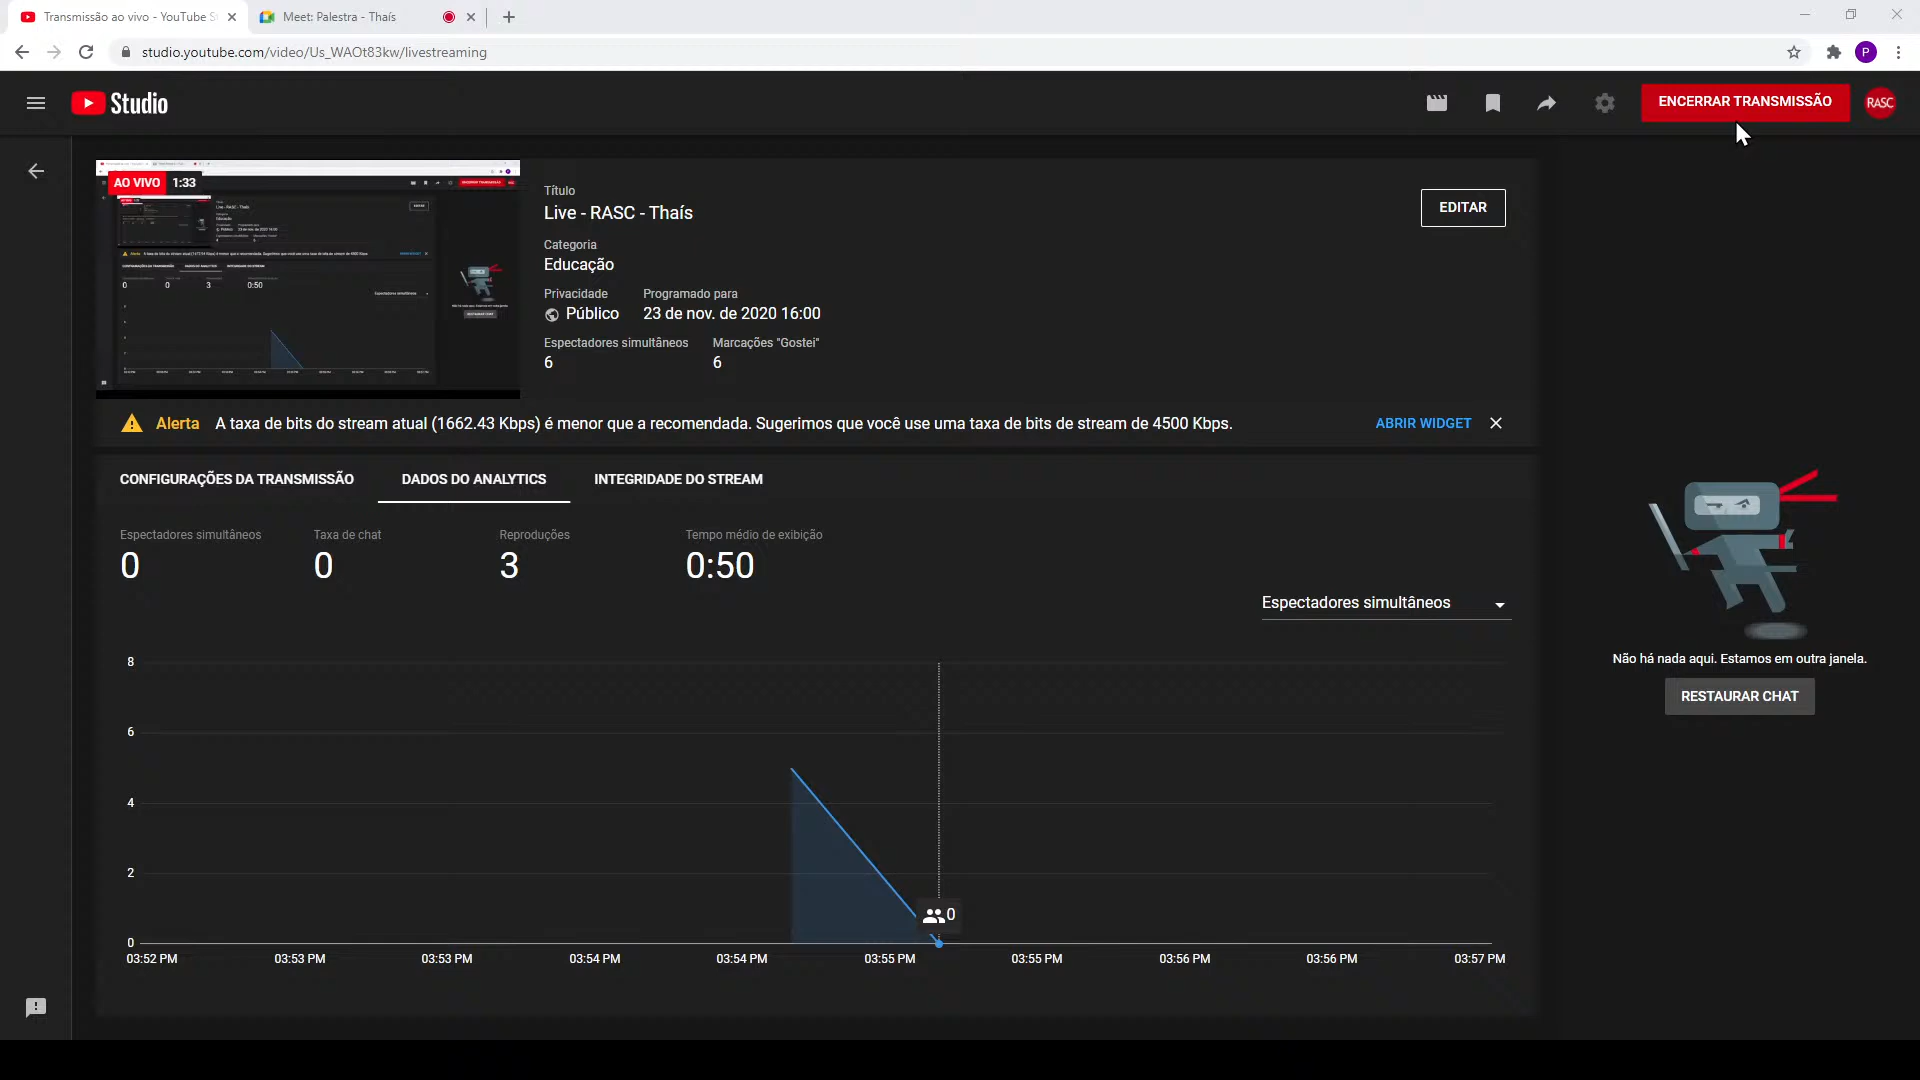 Transmissão ao vivo - YouTube S
Meet: Palestra - Thaís
studio.youtube.com/video/Us_WAOt83kw/livestreaming
P
Studio
ENCERRAR TRANSMISSÃO
RASC
AO VIVO 1:33
Título
Live - RASC - Thaís
EDITAR
Categoria
Educação
Privacidade Programado para
Público 23 de nov. de 2020 16:00
Espectadores simultâneos Marcações "Gostei"
6 6
Alerta A taxa de bits do stream atual (1662.43 Kbps) é menor que a recomendada. Sugerimos que você use uma taxa de bits de stream de 4500 Kbps. ABRIR WIDGET
CONFIGURAÇÕES DA TRANSMISSÃO DADOS DO ANALYTICS INTEGRIDADE DO STREAM
Espectadores simultâneos Taxa de chat Reproduções Tempo médio de exibição
0 0 3 0:50
Espectadores simultâneos
8
6
4
2
0
0
03:52 PM 03:53 PM 03:53 PM 03:54 PM 03:54 PM 03:55 PM 03:55 PM 03:56 PM 03:56 PM 03:57 PM
Não há nada aqui. Estamos em outra janela.
RESTAURAR CHAT